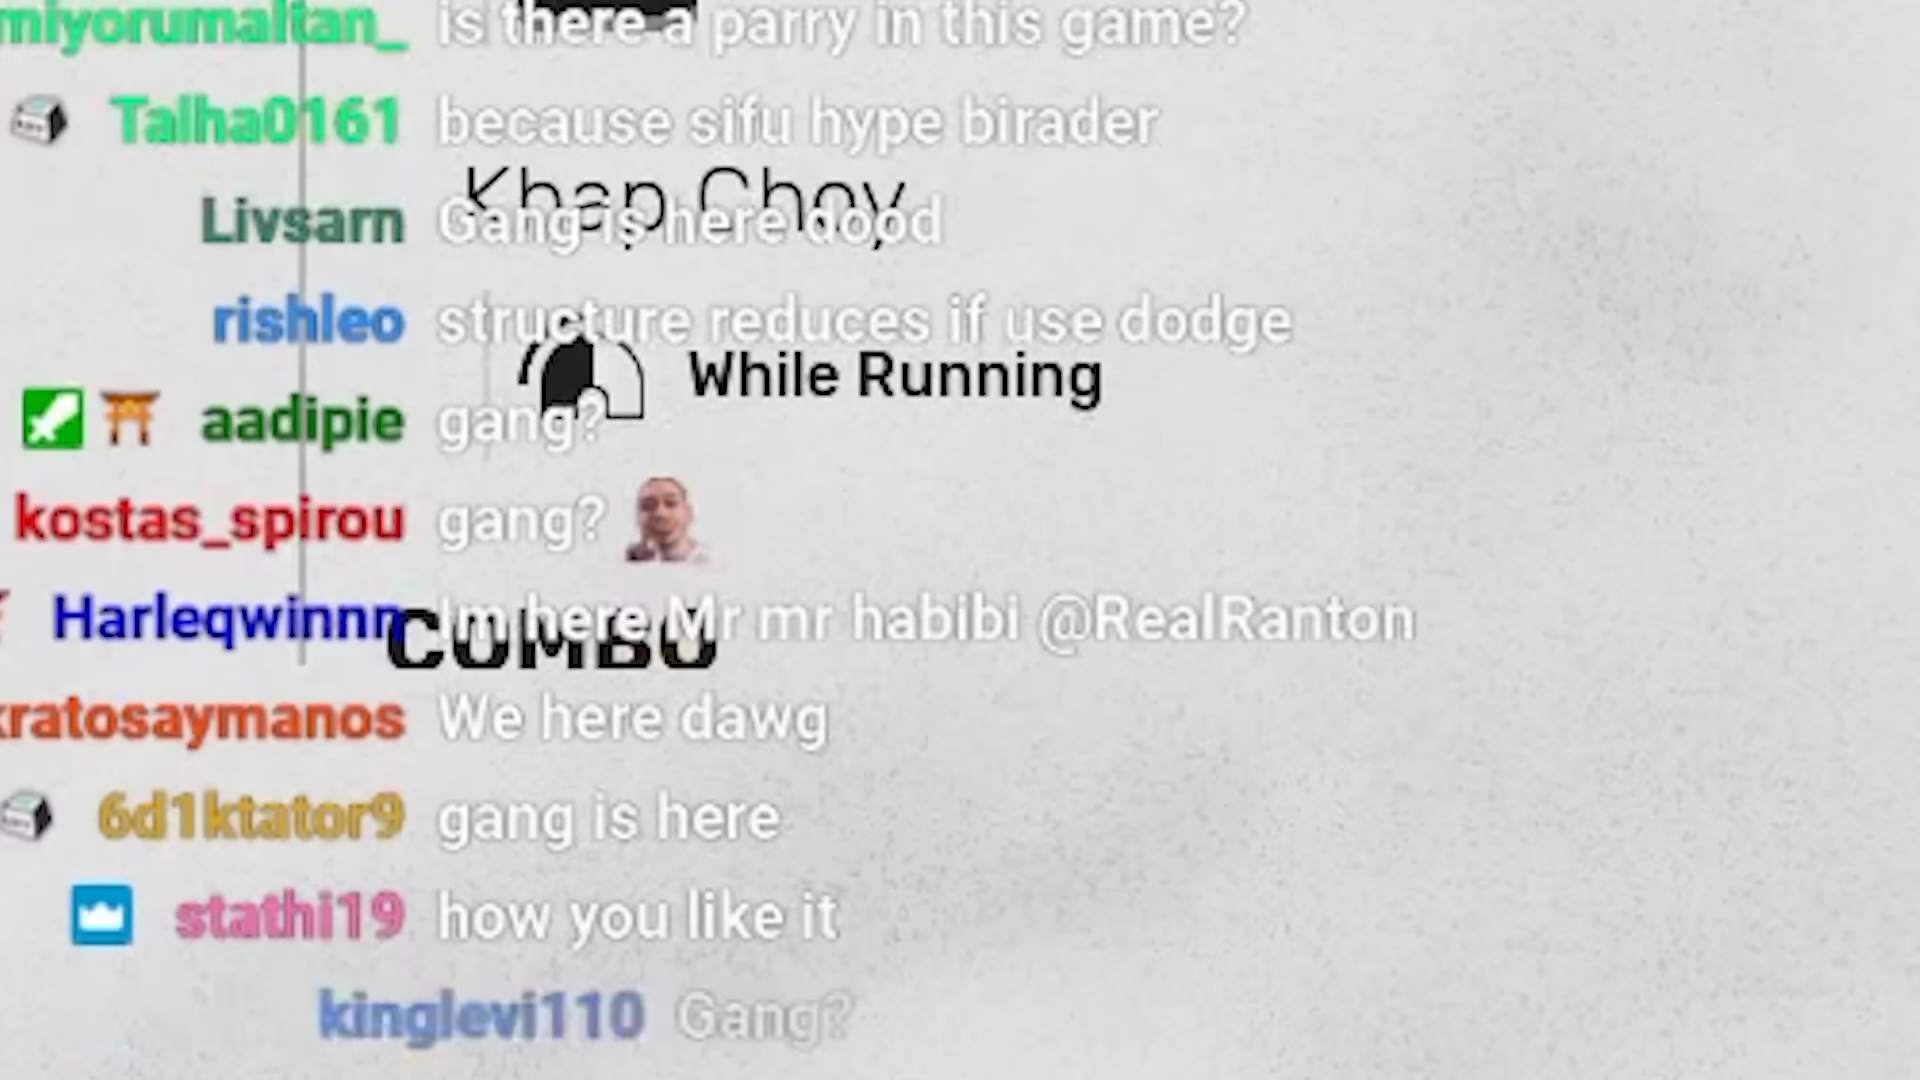 miyorumaltan_ is there a parry in this game?
Talha0161 because sifu hype birader
Khap Choy
Livsarn Gang is here dood
rishleo structure reduces if use dodge
While Running
aadipie gang?
kostas_spirou gang?
Harleqwinnn Im here Mr mr habibi @RealRanton
COMBO
kratosaymanos We here dawg
6d1ktator9 gang is here
stathi19 how you like it
kinglevi110 Gang?